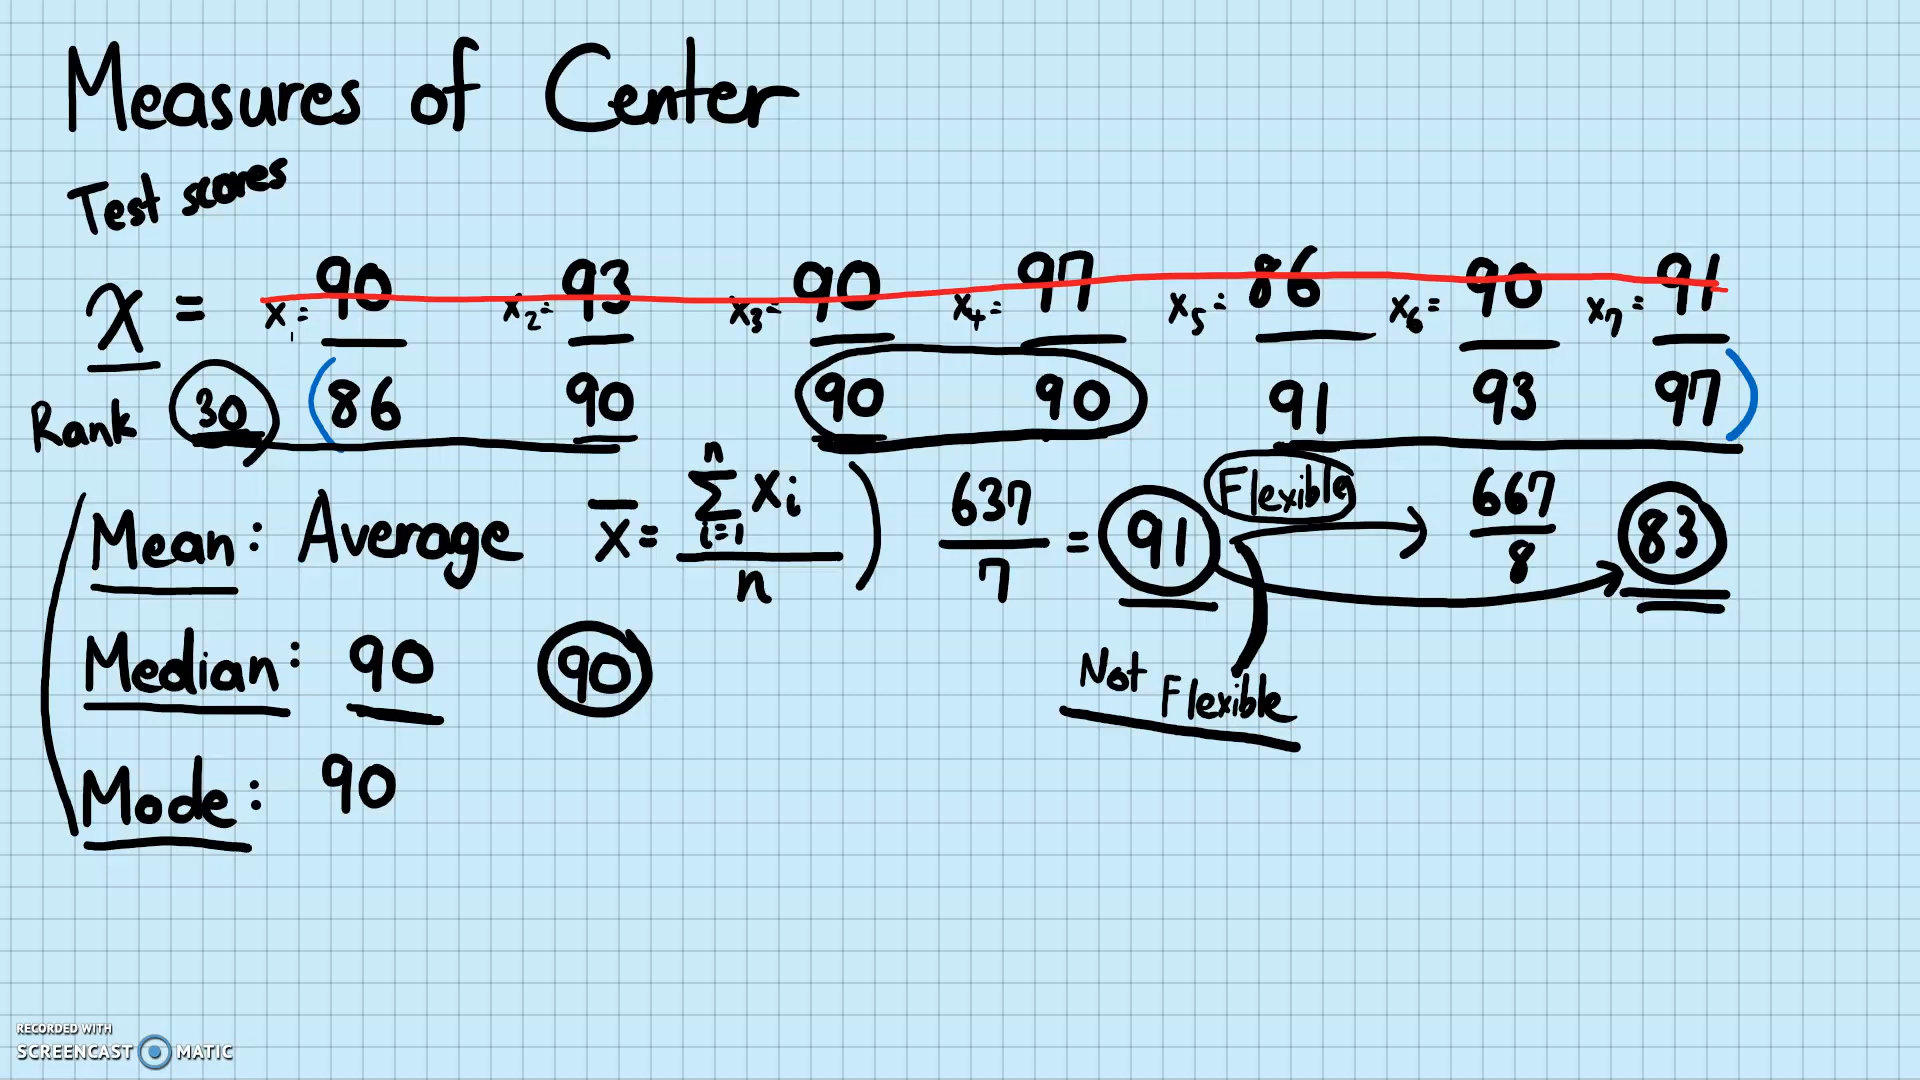 Measures of Center
Test scores
x = x₁= 90 x₂= 93 x₃= 90 x₄= 97 x₅= 86 x₆= 90 x₇= 91
Rank 30, (86 90 90 90 91 93 97)
Mean: Average x̄ = ∑ⁿᵢ₌₁ xᵢ / n ) 637/7 = 91 Flexible 667/8 83
Median: 90 90
Not Flexible
Mode: 90
RECORDED WITH
SCREENCAST MATIC